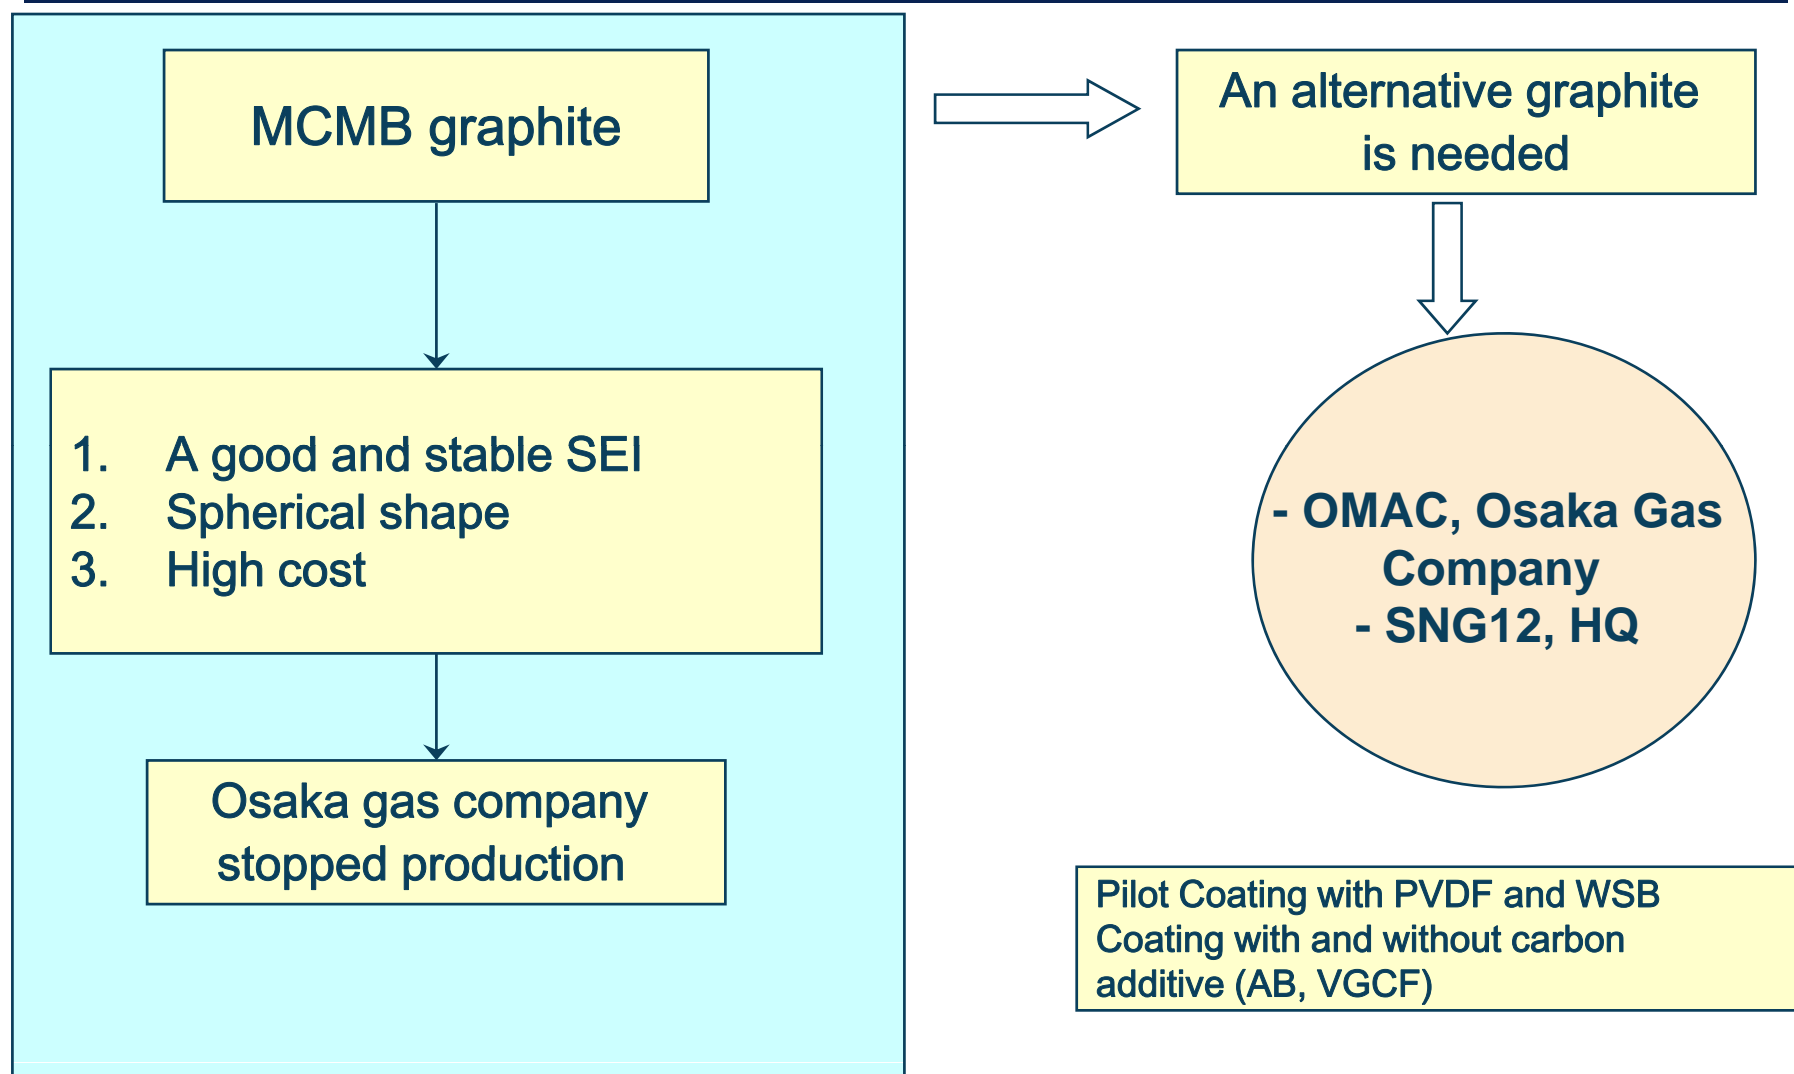 MCMB graphite
1. A good and stable SEI
2. Spherical shape
3. High cost
Osaka gas company
stopped production
An alternative graphite
is needed
- OMAC, Osaka Gas
Company
- SNG12, HQ
Pilot Coating with PVDF and WSB
Coating with and without carbon
additive (AB, VGCF)